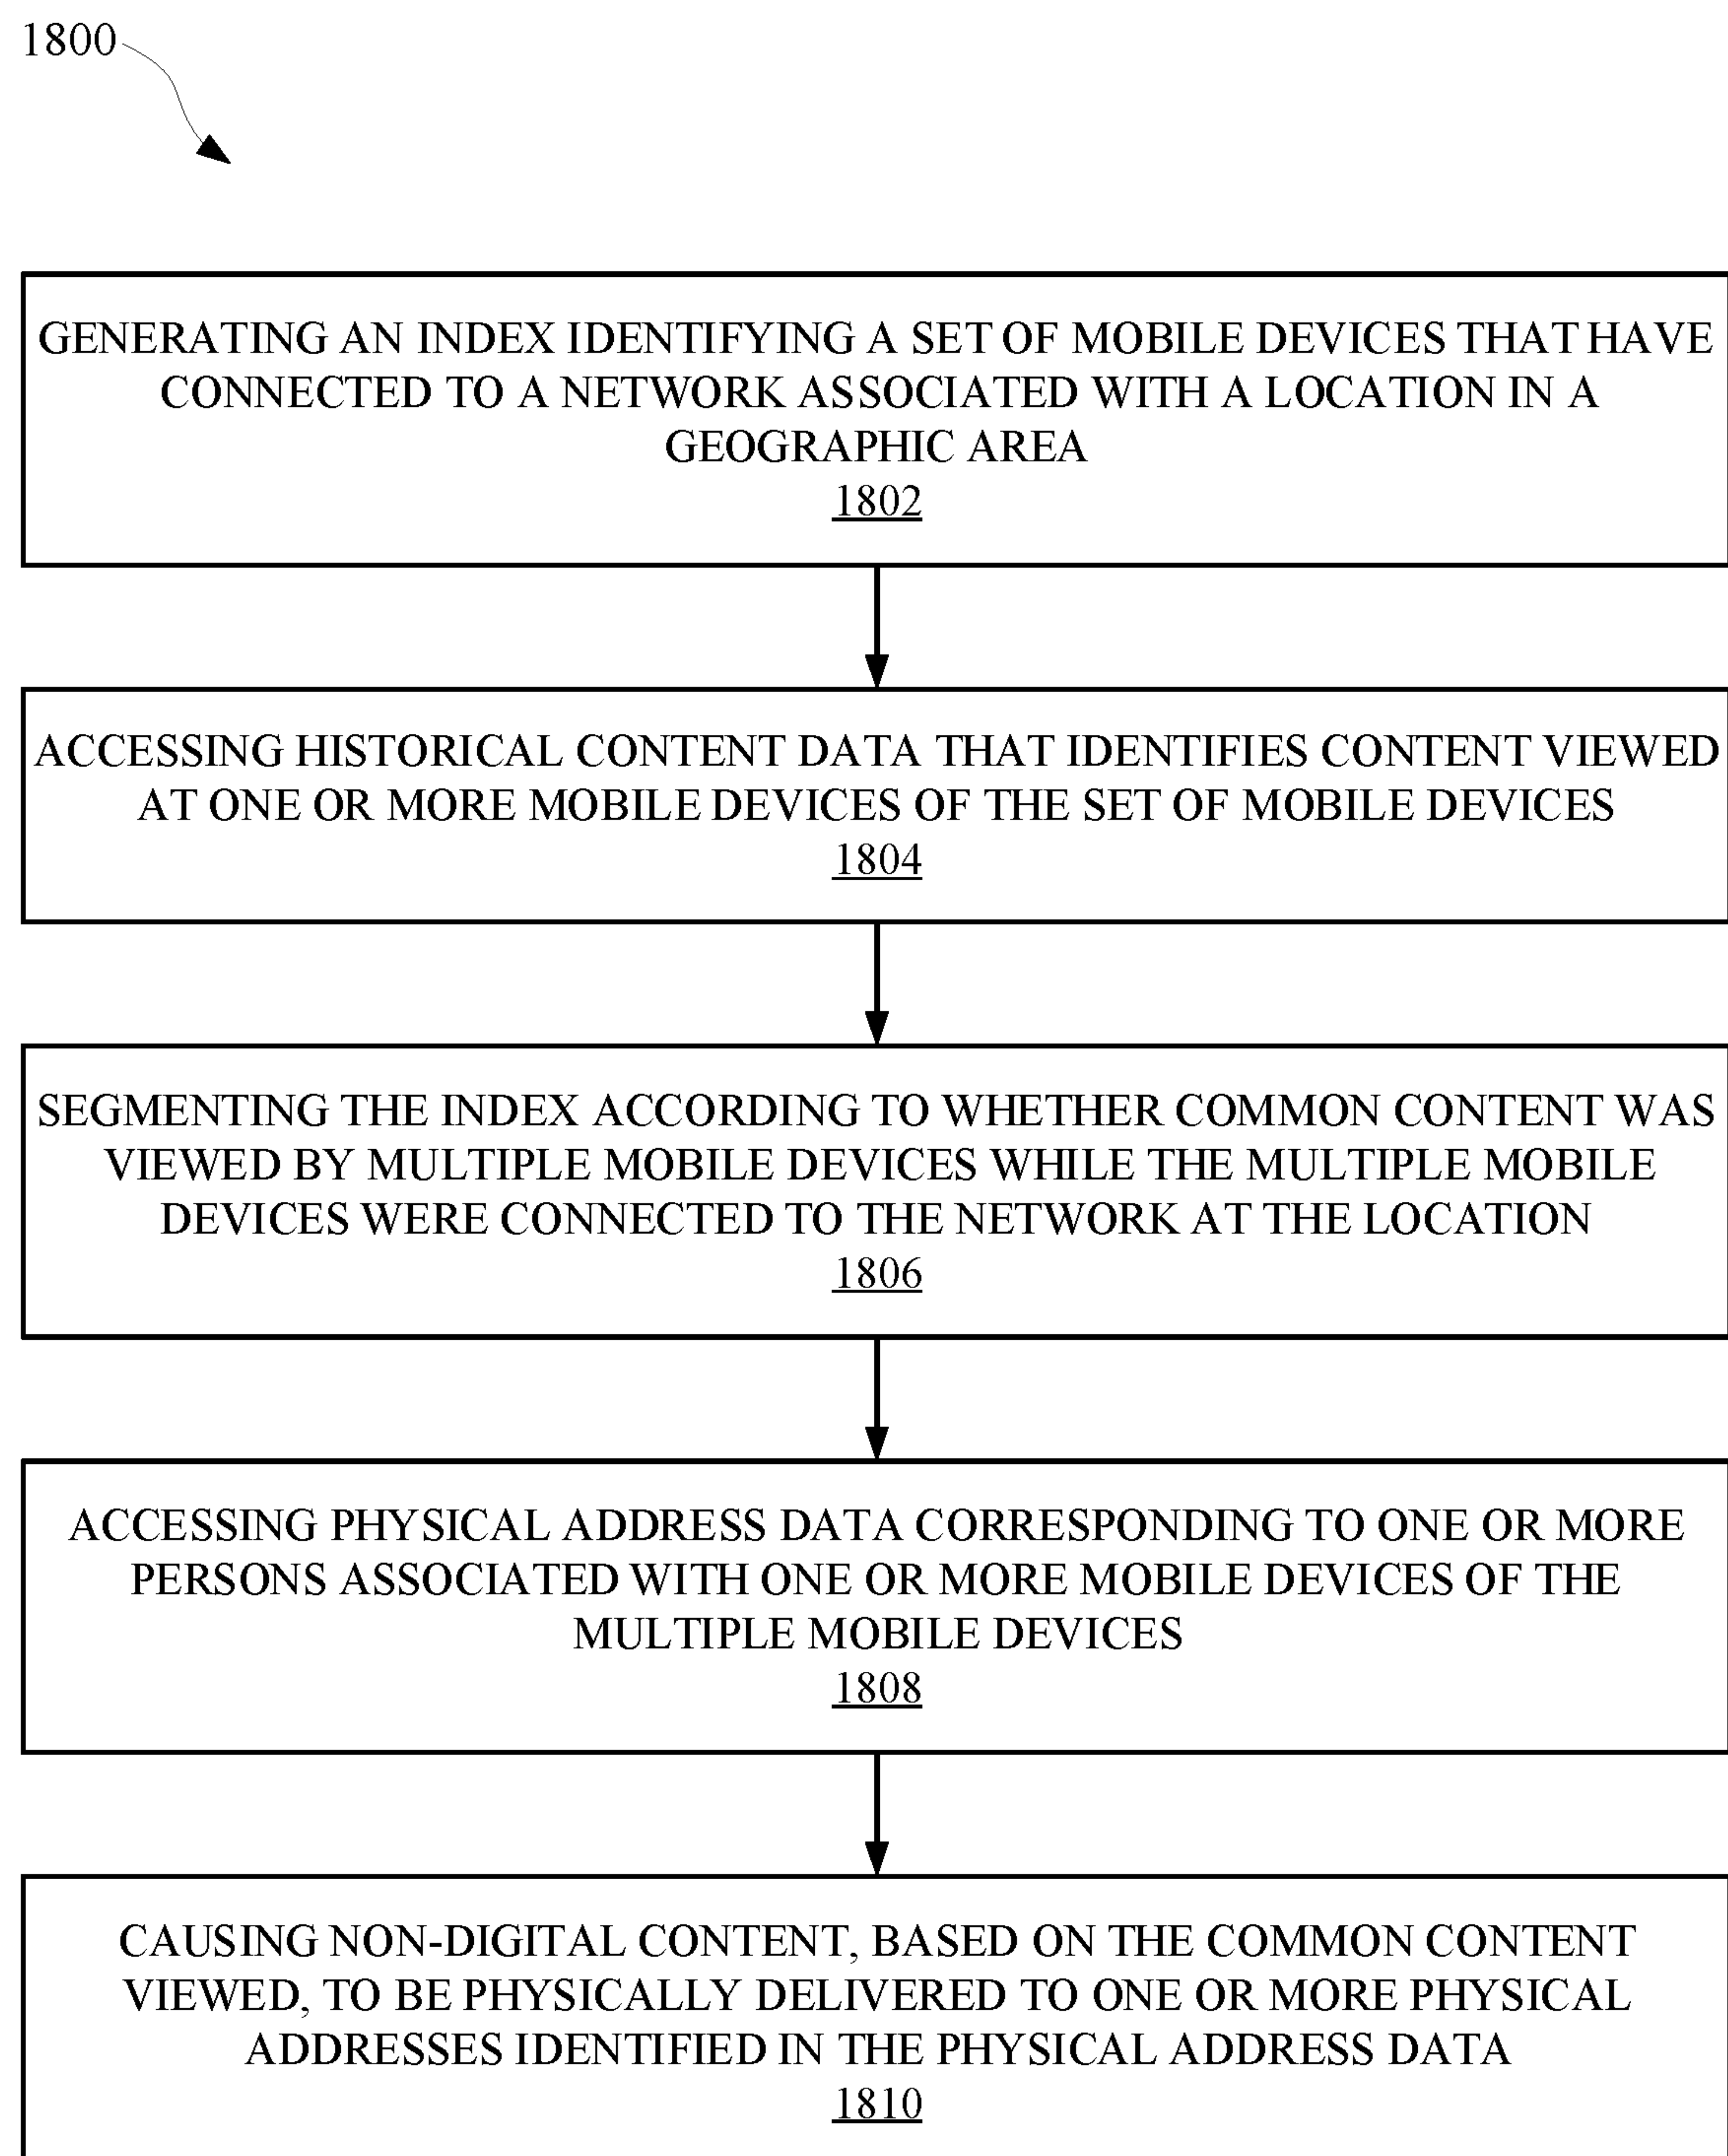 1800
GENERATING AN INDEX IDENTIFYING A SET OF MOBILE DEVICES THAT HAVE
CONNECTED TO A NETWORK ASSOCIATED WITH A LOCATION IN A
GEOGRAPHIC AREA
1802
ACCESSING HISTORICAL CONTENT DATA THAT IDENTIFIES CONTENT VIEWED
AT ONE OR MORE MOBILE DEVICES OF THE SET OF MOBILE DEVICES
1804
SEGMENTING THE INDEX ACCORDING TO WHETHER COMMON CONTENT WAS
VIEWED BY MULTIPLE MOBILE DEVICES WHILE THE MULTIPLE MOBILE
DEVICES WERE CONNECTED TO THE NETWORK AT THE LOCATION
1806
ACCESSING PHYSICAL ADDRESS DATA CORRESPONDING TO ONE OR MORE
PERSONS ASSOCIATED WITH ONE OR MORE MOBILE DEVICES OF THE
MULTIPLE MOBILE DEVICES
1808
CAUSING NON-DIGITAL CONTENT, BASED ON THE COMMON CONTENT
VIEWED, TO BE PHYSICALLY DELIVERED TO ONE OR MORE PHYSICAL
ADDRESSES IDENTIFIED IN THE PHYSICAL ADDRESS DATA
1810